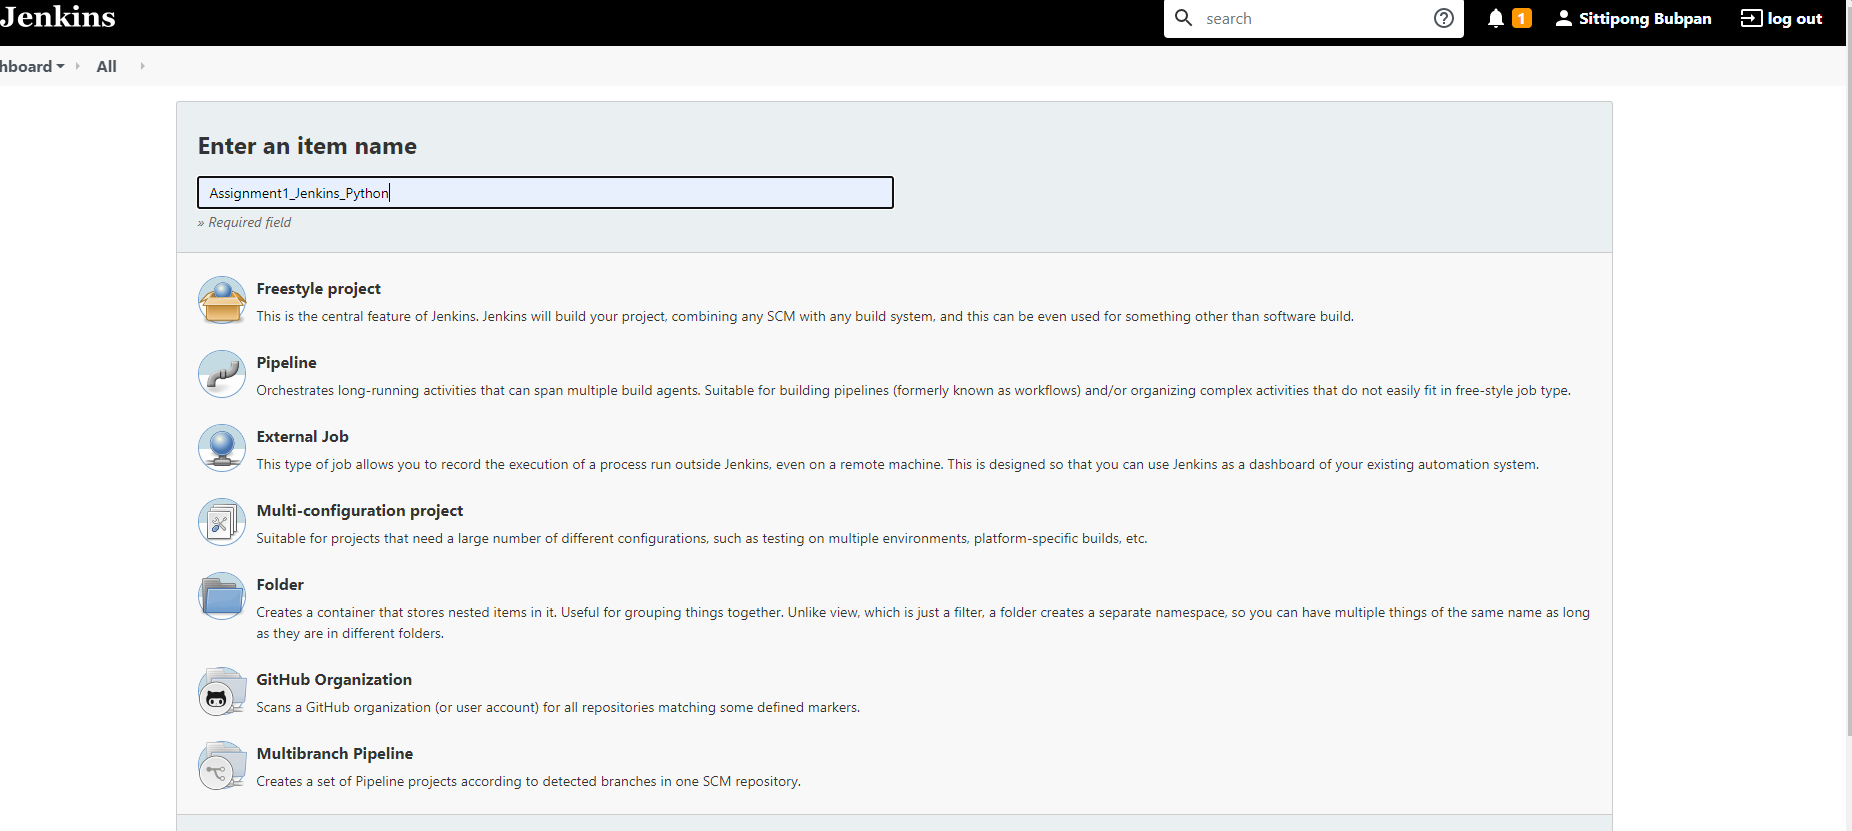 Jenkins
search
1
Sittipong Bubpan
log out
hboard
All
Enter an item name
Assignment1_Jenkins_Python
» Required field
Freestyle project
This is the central feature of Jenkins. Jenkins will build your project, combining any SCM with any build system, and this can be even used for something other than software build.
Pipeline
Orchestrates long-running activities that can span multiple build agents. Suitable for building pipelines (formerly known as workflows) and/or organizing complex activities that do not easily fit in free-style job type.
External Job
This type of job allows you to record the execution of a process run outside Jenkins, even on a remote machine. This is designed so that you can use Jenkins as a dashboard of your existing automation system.
Multi-configuration project
Suitable for projects that need a large number of different configurations, such as testing on multiple environments, platform-specific builds, etc.
Folder
Creates a container that stores nested items in it. Useful for grouping things together. Unlike view, which is just a filter, a folder creates a separate namespace, so you can have multiple things of the same name as long
as they are in different folders.
GitHub Organization
Scans a GitHub organization (or user account) for all repositories matching some defined markers.
Multibranch Pipeline
Creates a set of Pipeline projects according to detected branches in one SCM repository.